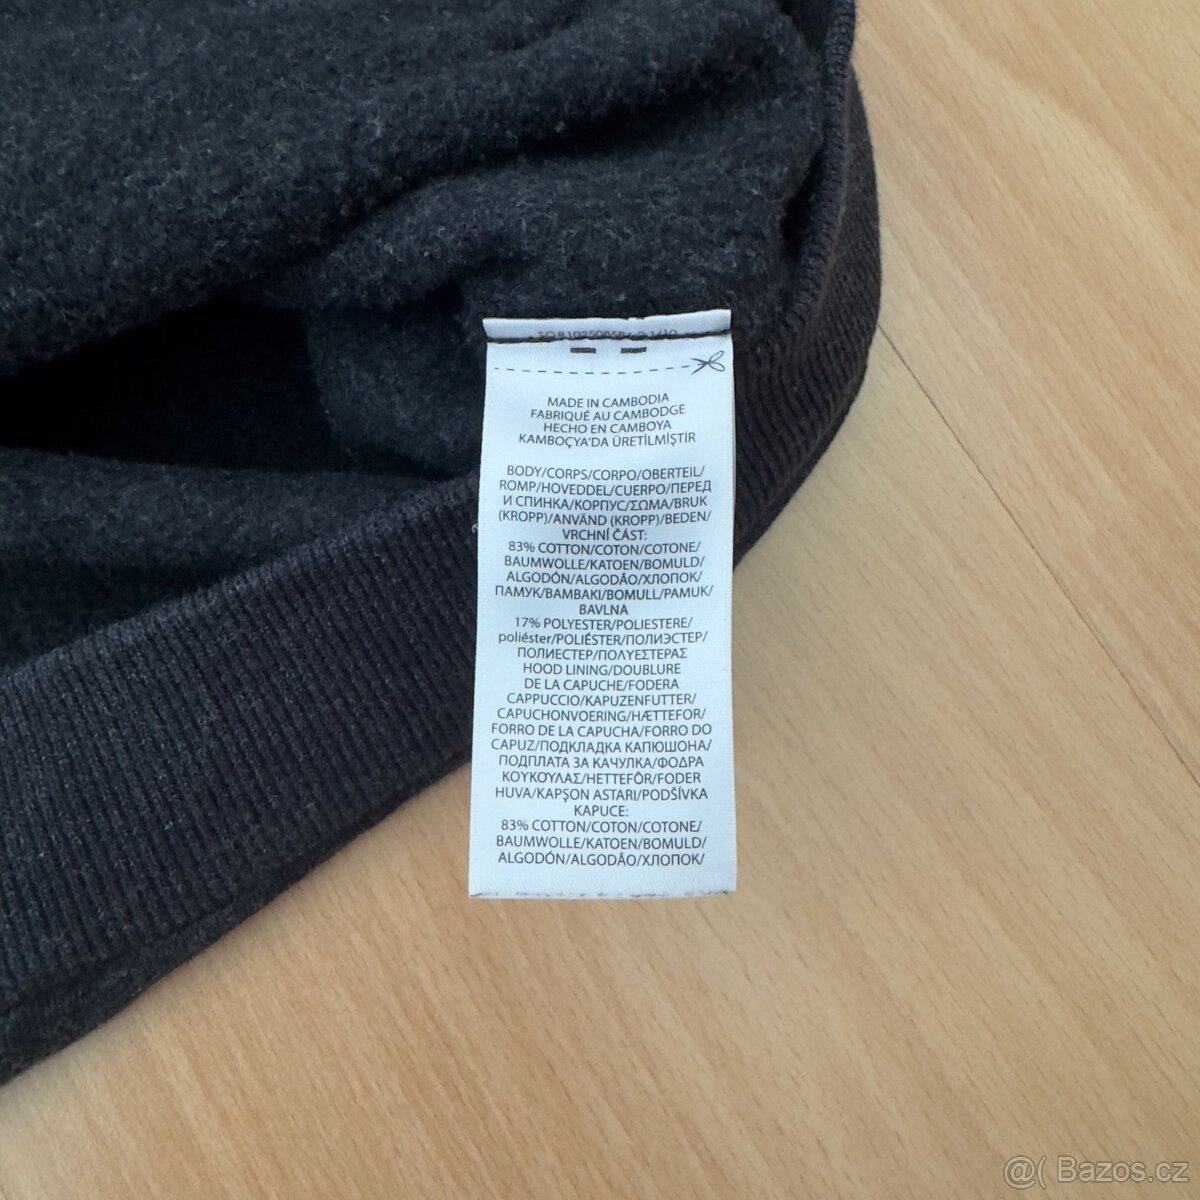 MADE IN CAMBODIA
FABRIQUÉ AU CAMBODGE
HECHO EN CAMBOYA
KAMBOÇYA'DA ÜRETİLMİŞTİR
BODY/CORPS/CORPO/OBERTEIL/
ROMP/HOVEDDEL/CUERPO/ПЕРЕД
И СПИНКА/КОРПУС/ΣΩΜΑ/BRUK
(KROPP)/ANVÄND (KROPP)/BEDEN/
VRCHNÍ ČÁST:
83% COTTON/COTON/COTONE/
BAUMWOLLE/KATOEN/BOMULD/
ALGODÓN/ALGODÃO/ХЛОПОК/
ПАМУК/ΒΑΜΒΑΚΙ/BOMULL/PAMUK/
BAVLNA
17% POLYESTER/POLIESTERE/
poliéster/POLIÉSTER/ПОЛИЭСТЕР/
ПОЛИЕСТЕР/ΠΟΛΥΕΣΤΕΡΑΣ
HOOD LINING/DOUBLURE
DE LA CAPUCHE/FODERA
CAPPUCCIO/KAPUZENFUTTER/
CAPUCHONVOERING/HÆTTEFOR/
FORRO DE LA CAPUCHA/FORRO DO
CAPUZ/ПОДКЛАДКА КАПЮШОНА/
ПОДПЛАТА ЗА КАЧУЛКА/ΦΟΔΡΑ
ΚΟΥΚΟΥΛΑΣ/HETTEFÔR/FODER
HUVA/KAPŞON ASTARI/PODŠÍVKA
KAPUCE:
83% COTTON/COTON/COTONE/
BAUMWOLLE/KATOEN/BOMULD/
ALGODÓN/ALGODÃO/ХЛОПОК/
@( Bazos.cz